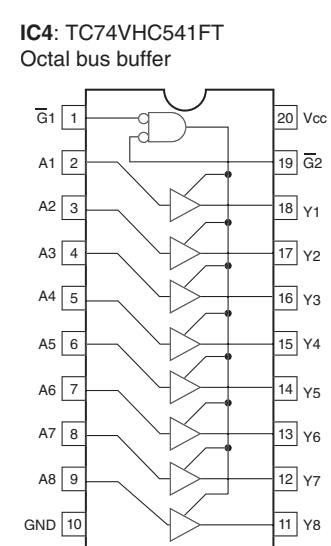 IC4: TC74VHC541FT
Octal bus buffer
G̅1 1 20 Vcc
A1 2 19 G̅2
A2 3 18 Y1
A3 4 17 Y2
A4 5 16 Y3
A5 6 15 Y4
A6 7 14 Y5
A7 8 13 Y6
A8 9 12 Y7
GND 10 11 Y8